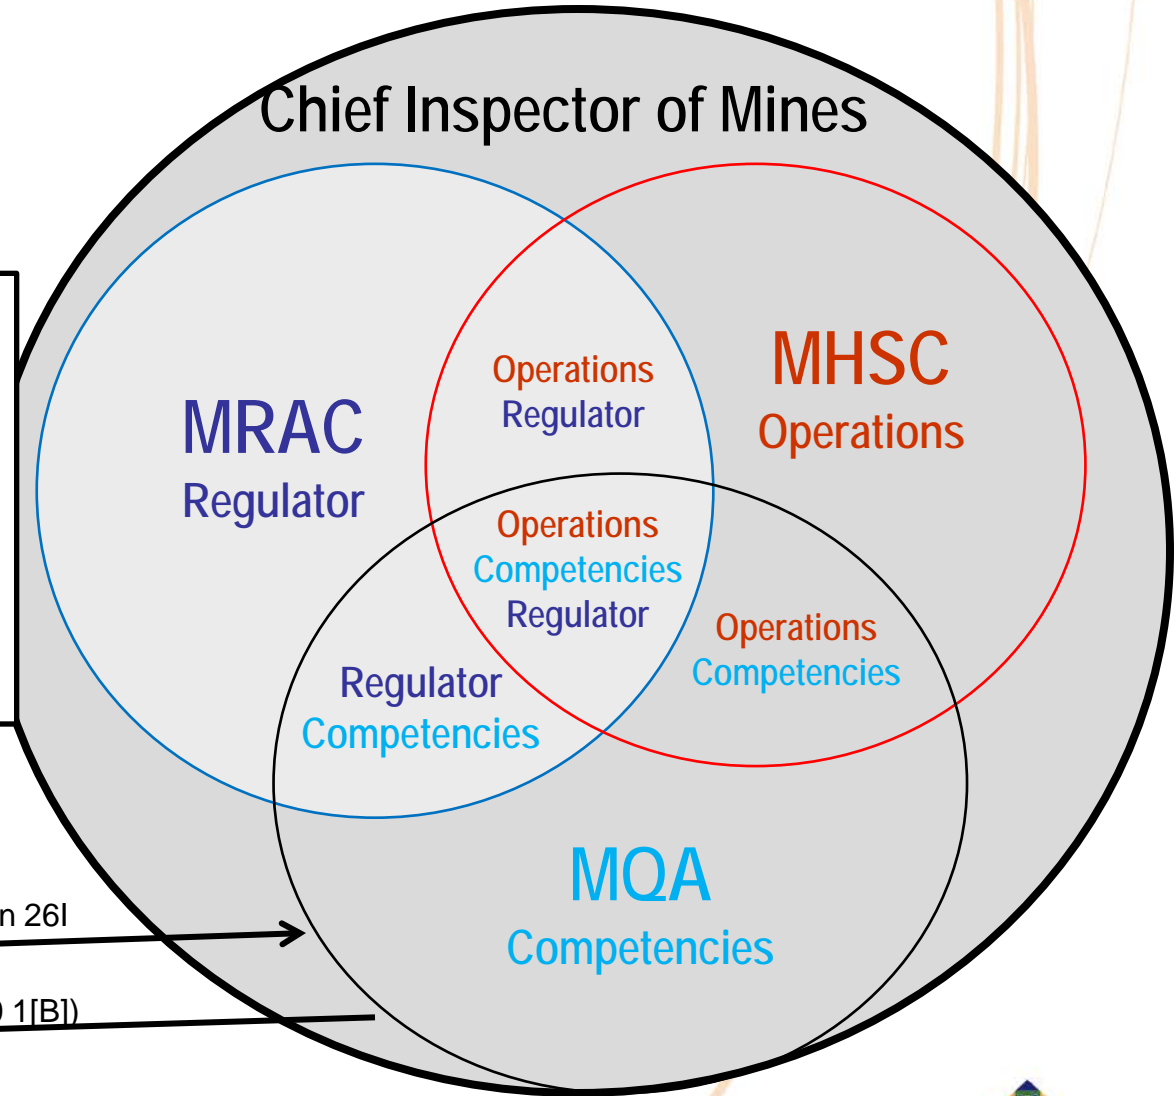 Chief Inspector of Mines
MHSC
Operations
Operations
Regulator
MRAC
Regulator
Operations
Competencies
Regulator
Operations
Competencies
Regulator
Competencies
MQA
Competencies
n 26I
1[B])